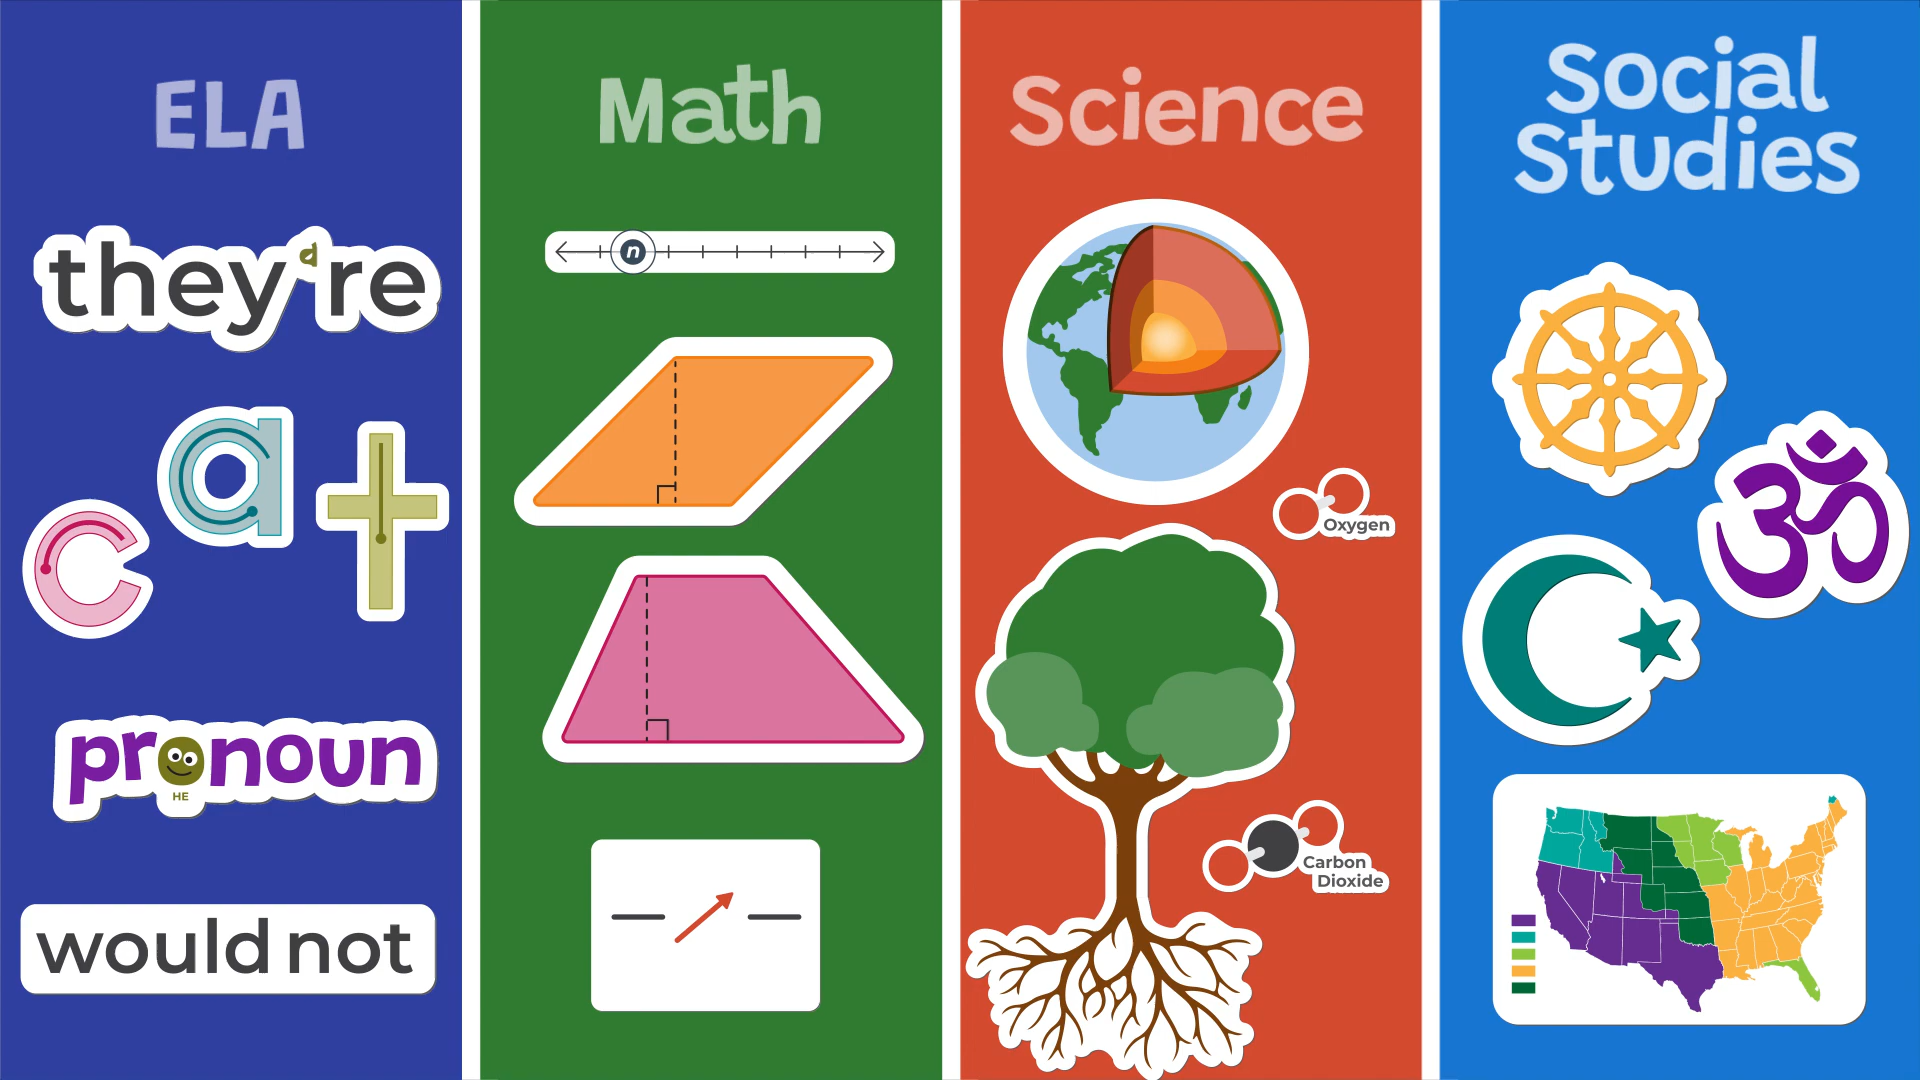 ELA
they're
c a t
pronoun
HE
would not
Math
n
Science
Oxygen
Carbon
Dioxide
Social
Studies
ॐ